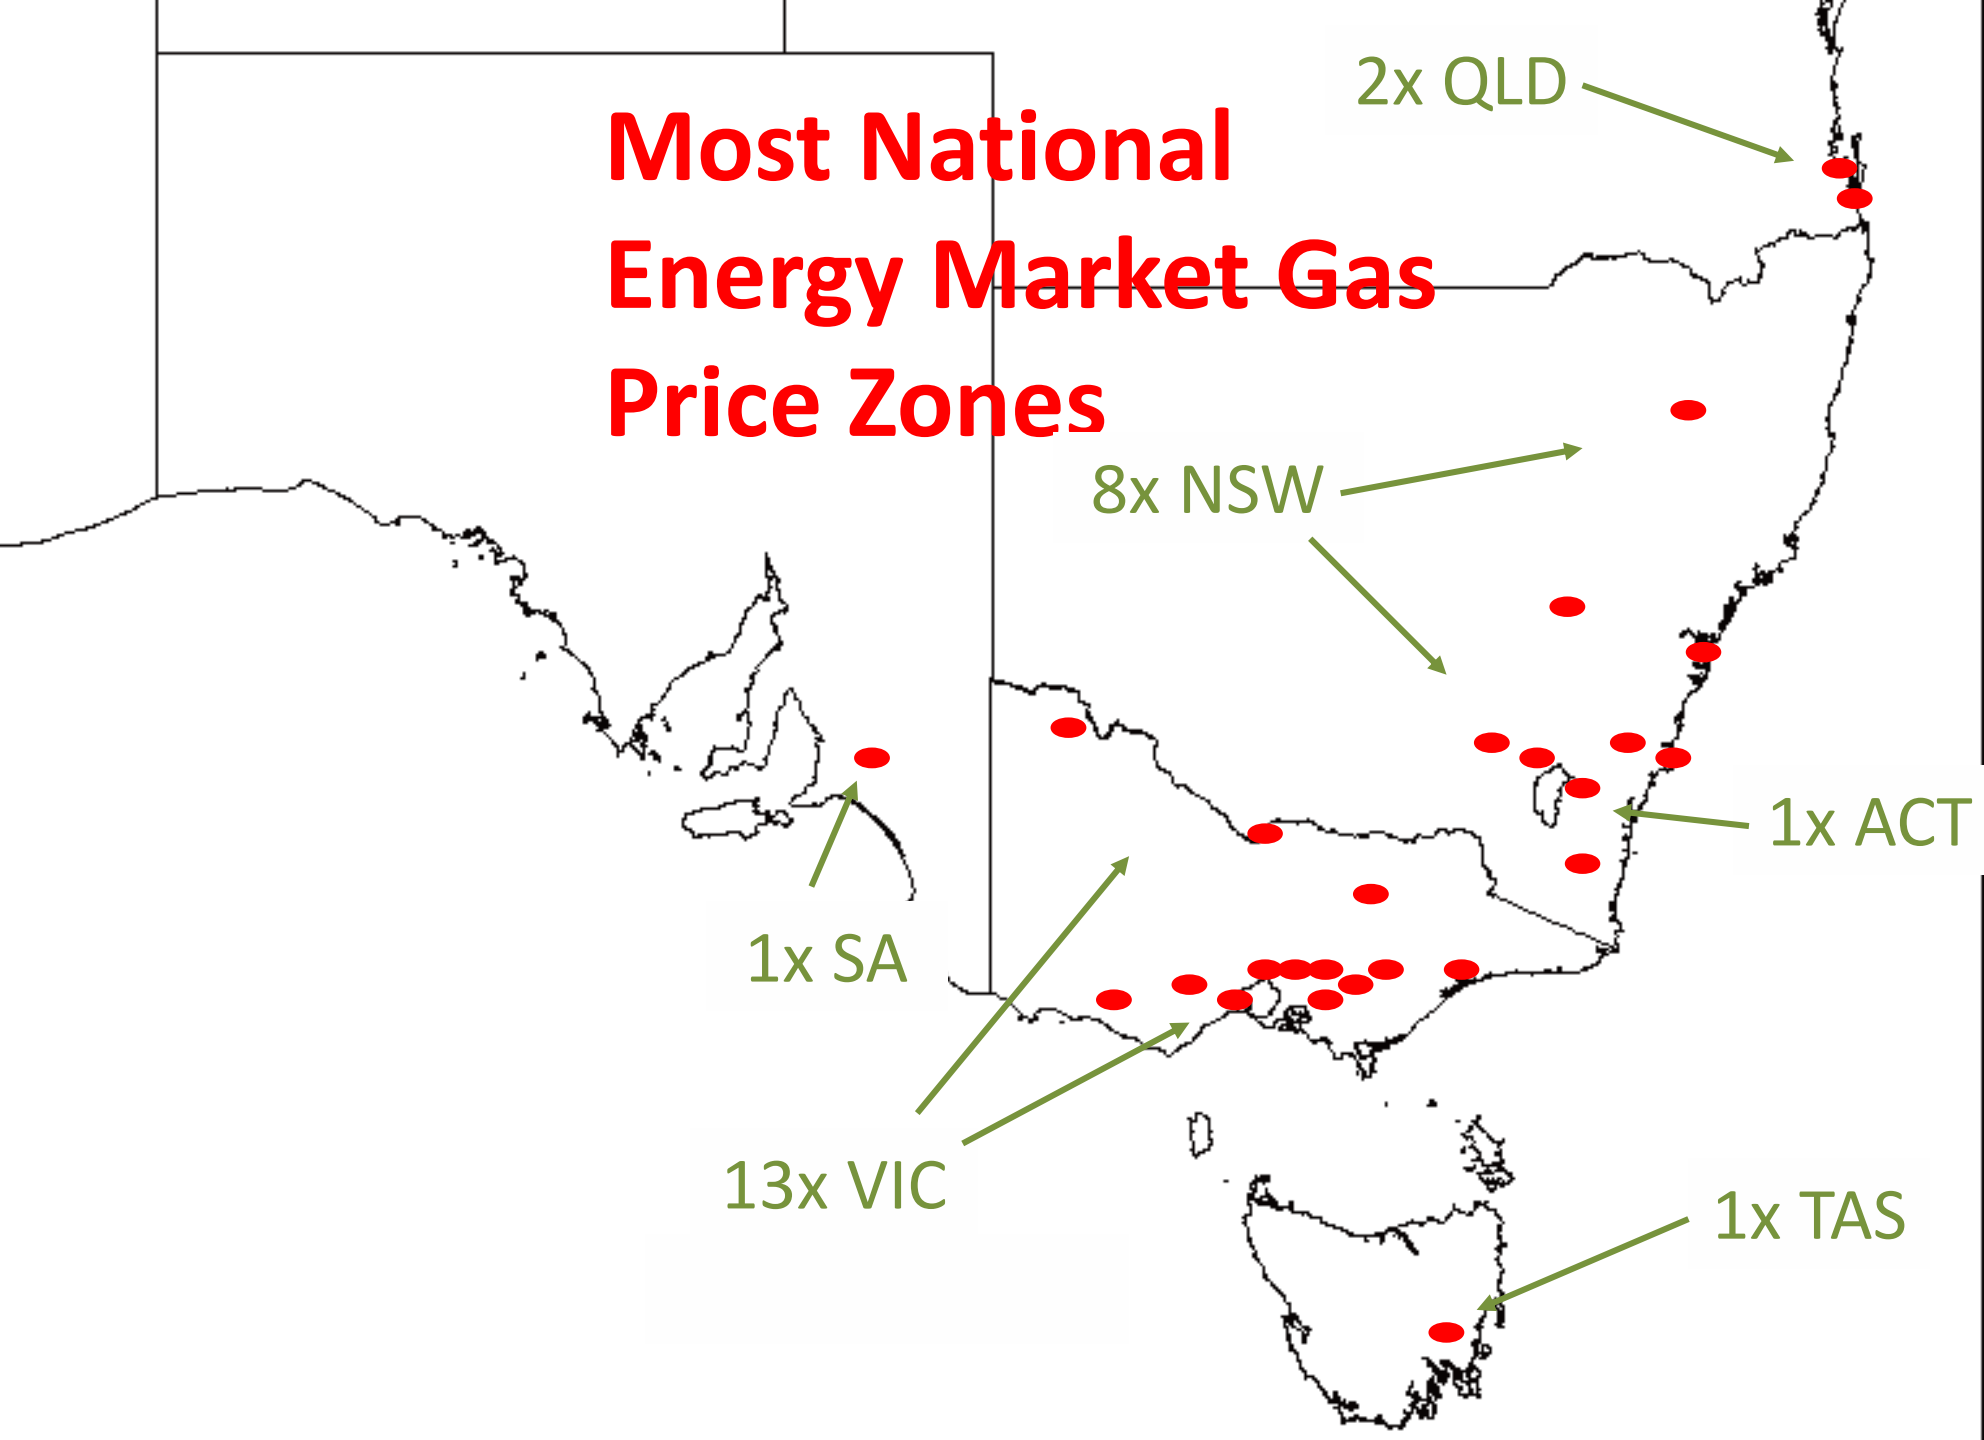 Most National
Energy Market Gas
Price Zones
2x QLD
8x NSW
1x ACT
1x SA
13x VIC
1x TAS